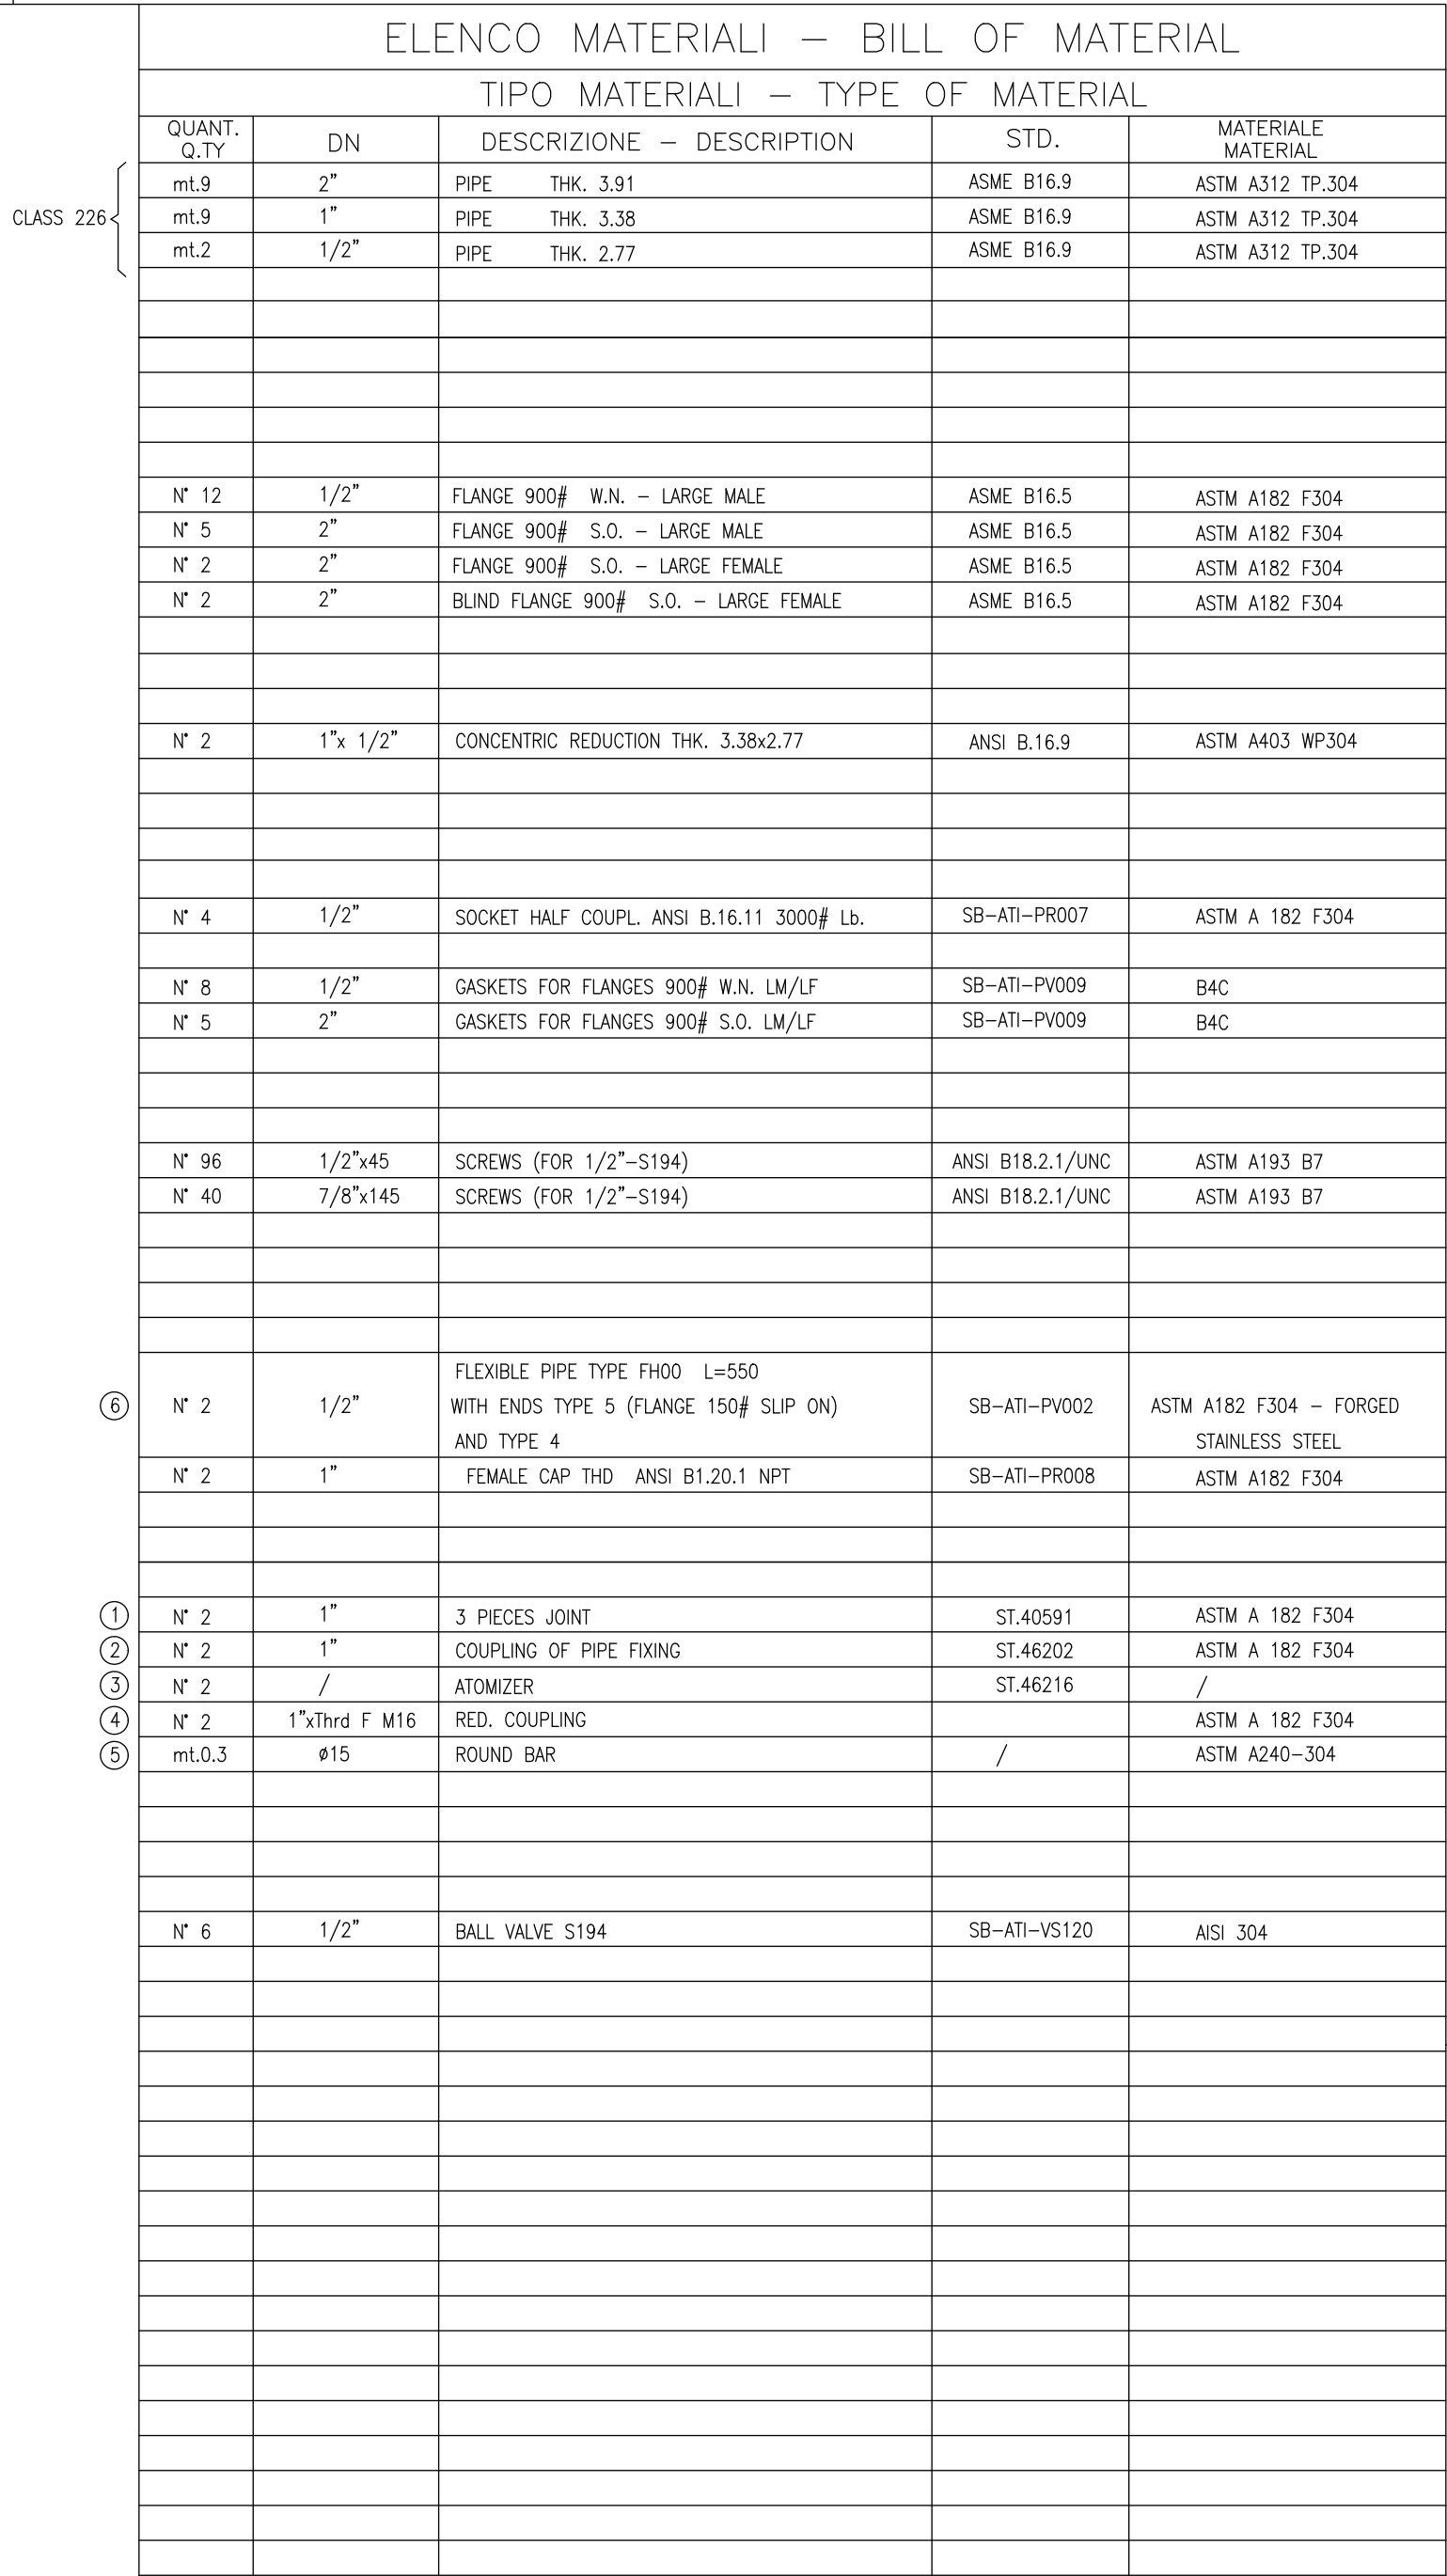 ELENCO MATERIALI – BILL OF MATERIAL
TIPO MATERIALI – TYPE OF MATERIAL
QUANT. Q.TY DN DESCRIZIONE – DESCRIPTION STD. MATERIALE MATERIAL
CLASS 226
mt.9 2" PIPE THK. 3.91 ASME B16.9 ASTM A312 TP.304
mt.9 1" PIPE THK. 3.38 ASME B16.9 ASTM A312 TP.304
mt.2 1/2" PIPE THK. 2.77 ASME B16.9 ASTM A312 TP.304
N° 12 1/2" FLANGE 900# W.N. – LARGE MALE ASME B16.5 ASTM A182 F304
N° 5 2" FLANGE 900# S.O. – LARGE MALE ASME B16.5 ASTM A182 F304
N° 2 2" FLANGE 900# S.O. – LARGE FEMALE ASME B16.5 ASTM A182 F304
N° 2 2" BLIND FLANGE 900# S.O. – LARGE FEMALE ASME B16.5 ASTM A182 F304
N° 2 1"x 1/2" CONCENTRIC REDUCTION THK. 3.38x2.77 ANSI B.16.9 ASTM A403 WP304
N° 4 1/2" SOCKET HALF COUPL. ANSI B.16.11 3000# Lb. SB–ATI–PR007 ASTM A 182 F304
N° 8 1/2" GASKETS FOR FLANGES 900# W.N. LM/LF SB–ATI–PV009 B4C
N° 5 2" GASKETS FOR FLANGES 900# S.O. LM/LF SB–ATI–PV009 B4C
N° 96 1/2"x45 SCREWS (FOR 1/2"–S194) ANSI B18.2.1/UNC ASTM A193 B7
N° 40 7/8"x145 SCREWS (FOR 1/2"–S194) ANSI B18.2.1/UNC ASTM A193 B7
FLEXIBLE PIPE TYPE FH00 L=550
6 N° 2 1/2" WITH ENDS TYPE 5 (FLANGE 150# SLIP ON) SB–ATI–PV002 ASTM A182 F304 – FORGED
AND TYPE 4 STAINLESS STEEL
N° 2 1" FEMALE CAP THD ANSI B1.20.1 NPT SB–ATI–PR008 ASTM A182 F304
1 N° 2 1" 3 PIECES JOINT ST.40591 ASTM A 182 F304
2 N° 2 1" COUPLING OF PIPE FIXING ST.46202 ASTM A 182 F304
3 N° 2 / ATOMIZER ST.46216 /
4 N° 2 1"xThrd F M16 RED. COUPLING ASTM A 182 F304
5 mt.0.3 ø15 ROUND BAR / ASTM A240–304
N° 6 1/2" BALL VALVE S194 SB–ATI–VS120 AISI 304